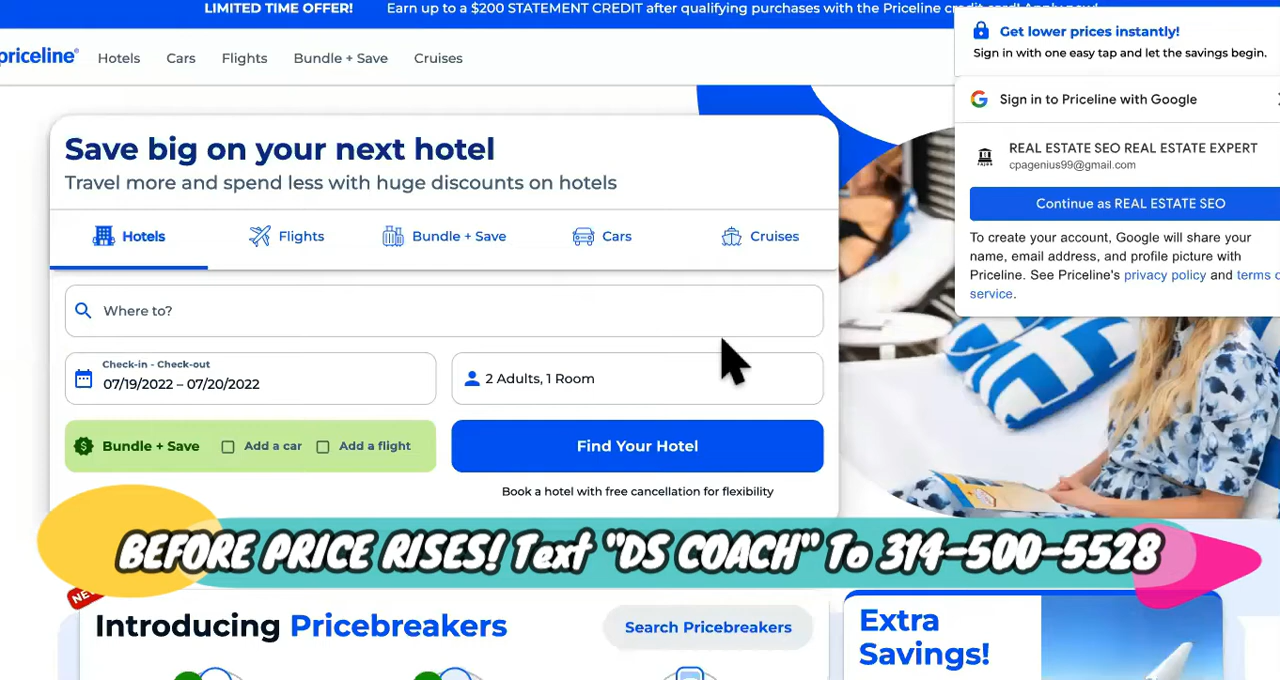 LIMITED TIME OFFER! Earn up to a $200 STATEMENT CREDIT after qualifying purchases with the Priceline credit card! Apply now!
priceline® Hotels Cars Flights Bundle + Save Cruises
Get lower prices instantly!
Sign in with one easy tap and let the savings begin.
Sign in to Priceline with Google
REAL ESTATE SEO REAL ESTATE EXPERT
cpagenius99@gmail.com
Continue as REAL ESTATE SEO
To create your account, Google will share your
name, email address, and profile picture with
Priceline. See Priceline's privacy policy and terms
service.
Save big on your next hotel
Travel more and spend less with huge discounts on hotels
Hotels Flights Bundle + Save Cars Cruises
Where to?
Check-in - Check-out
07/19/2022 – 07/20/2022
2 Adults, 1 Room
Bundle + Save Add a car Add a flight
Find Your Hotel
Book a hotel with free cancellation for flexibility
BEFORE PRICE RISES! Text "DS COACH" To 314-500-5528
NE
Introducing Pricebreakers
Search Pricebreakers
Extra
Savings!